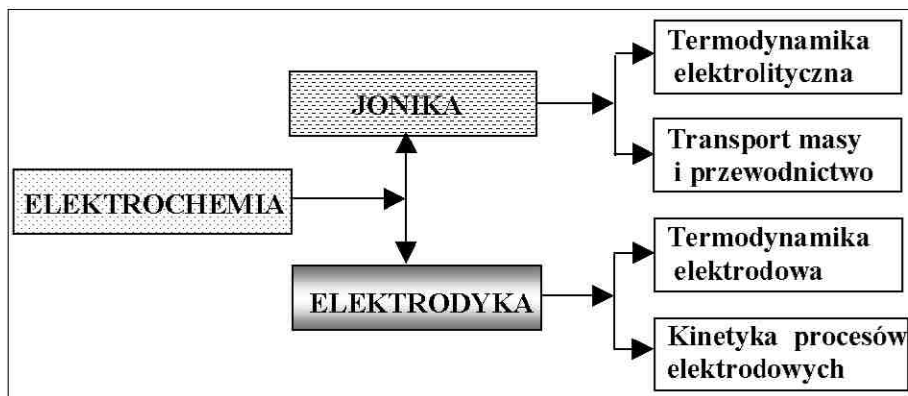 Termodynamika
elektrolityczna
JONIKA
Transport masy
i przewodnictwo
ELEKTROCHEMIA
Termodynamika
elektrodowa
ELEKTRODYKA
Kinetyka procesów
elektrodowych